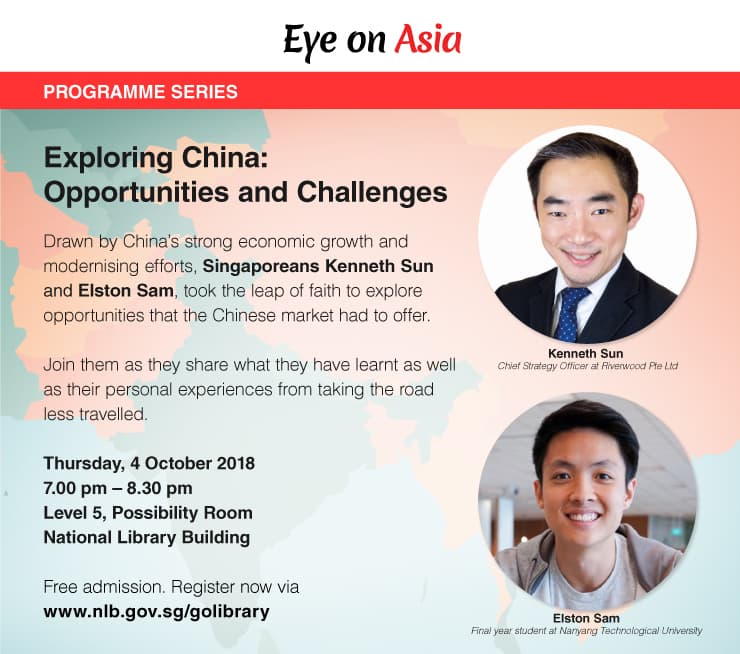 Eye on Asia
PROGRAMME SERIES
Exploring China:
Opportunities and Challenges
Drawn by China's strong economic growth and
modernising efforts, Singaporeans Kenneth Sun
and Elston Sam, took the leap of faith to explore
opportunities that the Chinese market had to offer.
Join them as they share what they have learnt as well
as their personal experiences from taking the road
less travelled.
Thursday, 4 October 2018
7.00 pm – 8.30 pm
Level 5, Possibility Room
National Library Building
Free admission. Register now via
www.nlb.gov.sg/golibrary
Kenneth Sun
Chief Strategy Officer at Riverwood Pte Ltd
Elston Sam
Final year student at Nanyang Technological University